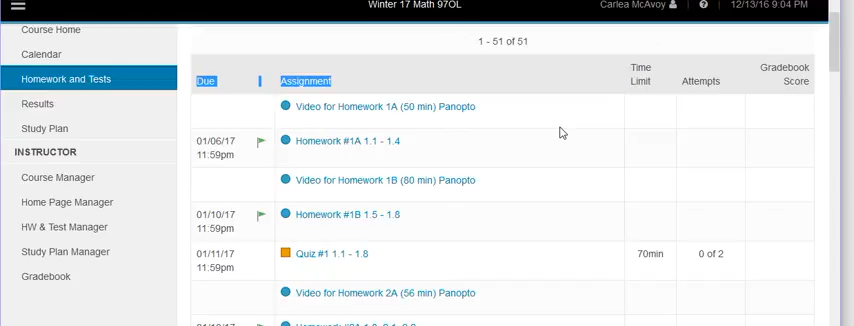 Winter 17 Math 97OL
Carlea McAvoy
12/13/16 9:04 PM
Course Home
Calendar
Homework and Tests
Results
Study Plan
INSTRUCTOR
Course Manager
Home Page Manager
HW & Test Manager
Study Plan Manager
Gradebook
1 - 51 of 51
Due Assignment Time Limit Attempts Gradebook Score
Video for Homework 1A (50 min) Panopto
01/06/17 11:59pm Homework #1A 1.1 - 1.4
Video for Homework 1B (80 min) Panopto
01/10/17 11:59pm Homework #1B 1.5 - 1.8
01/11/17 11:59pm Quiz #1 1.1 - 1.8 70min 0 of 2
Video for Homework 2A (56 min) Panopto